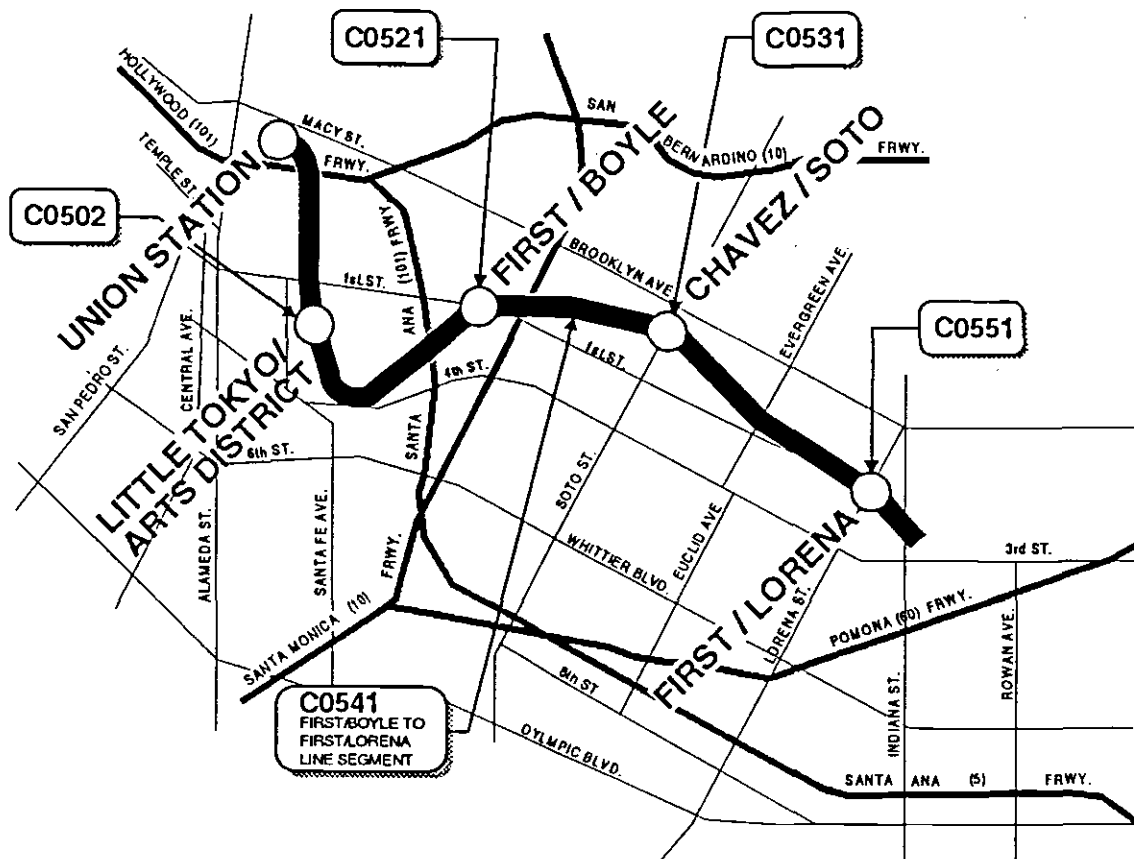 C0521
C0531
HOLLYWOOD (101)
FRWY.
MACY ST.
SAN
BERNARDINO (10)
FRWY.
TEMPLE ST.
C0502
UNION STATION
FIRST / BOYLE
CHAVEZ / SOTO
SANTA
ANA
(101) FRWY
1st ST.
BROOKLYN AVE
EVERGREEN AVE.
C0551
SAN PEDRO ST.
CENTRAL AVE.
LITTLE TOKYO/
ARTS DISTRICT
4th ST.
1st ST.
6th ST.
SOTO ST.
ALAMEDA ST.
SANTA FE AVE.
WHITTIER BLVD.
EUCLID AVE
FIRST / LORENA
LORENA ST.
3rd ST.
SANTA MONICA (10)
FRWY.
POMONA (60) FRWY.
INDIANA ST.
ROWAN AVE.
C0541
FIRST/BOYLE TO
FIRST/LORENA
LINE SEGMENT
8th ST
OYLMPIC BLVD.
SANTA ANA (5) FRWY.